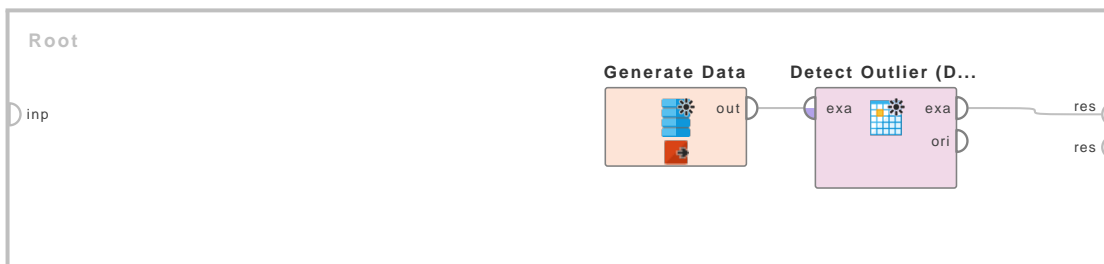 Root
inp
Generate Data
out
Detect Outlier (D...
exa
exa
ori
res
res